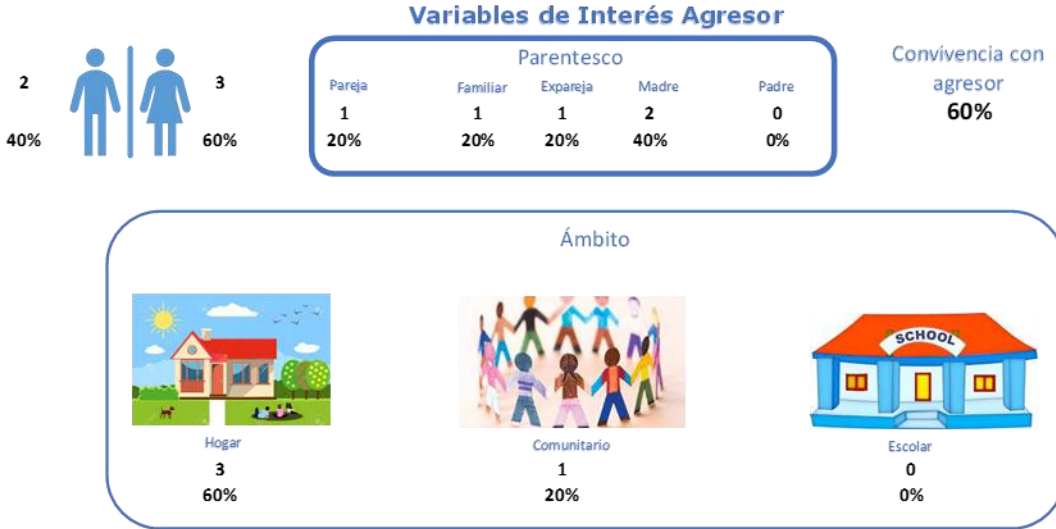 Variables de Interés Agresor
2
40%
3
60%
Parentesco
Pareja Familiar Expareja Madre Padre
1 1 1 2 0
20% 20% 20% 40% 0%
Convivencia con
agresor
60%
Ámbito
SCHOOL
Hogar Comunitario Escolar
3 1 0
60% 20% 0%